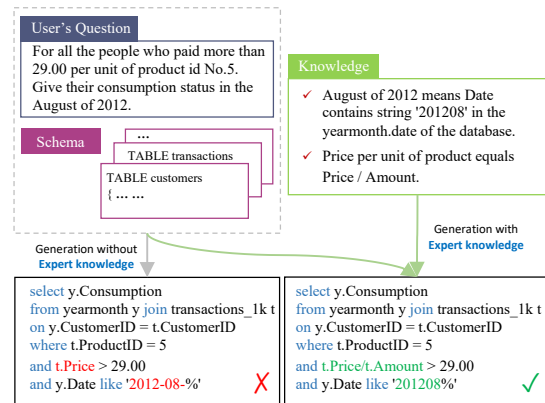 User's Question
For all the people who paid more than
29.00 per unit of product id No.5.
Give their consumption status in the
August of 2012.
Schema
...
TABLE transactions
TABLE customers
{ ... ...
Knowledge
✓ August of 2012 means Date
contains string '201208' in the
yearmonth.date of the database.
✓ Price per unit of product equals
Price / Amount.
Generation without
Expert knowledge
Generation with
Expert knowledge
select y.Consumption
from yearmonth y join transactions_1k t
on y.CustomerID = t.CustomerID
where t.ProductID = 5
and t.Price > 29.00
and y.Date like '2012-08-%' ✗
select y.Consumption
from yearmonth y join transactions_1k t
on y.CustomerID = t.CustomerID
where t.ProductID = 5
and t.Price/t.Amount > 29.00
and y.Date like '201208%' ✓